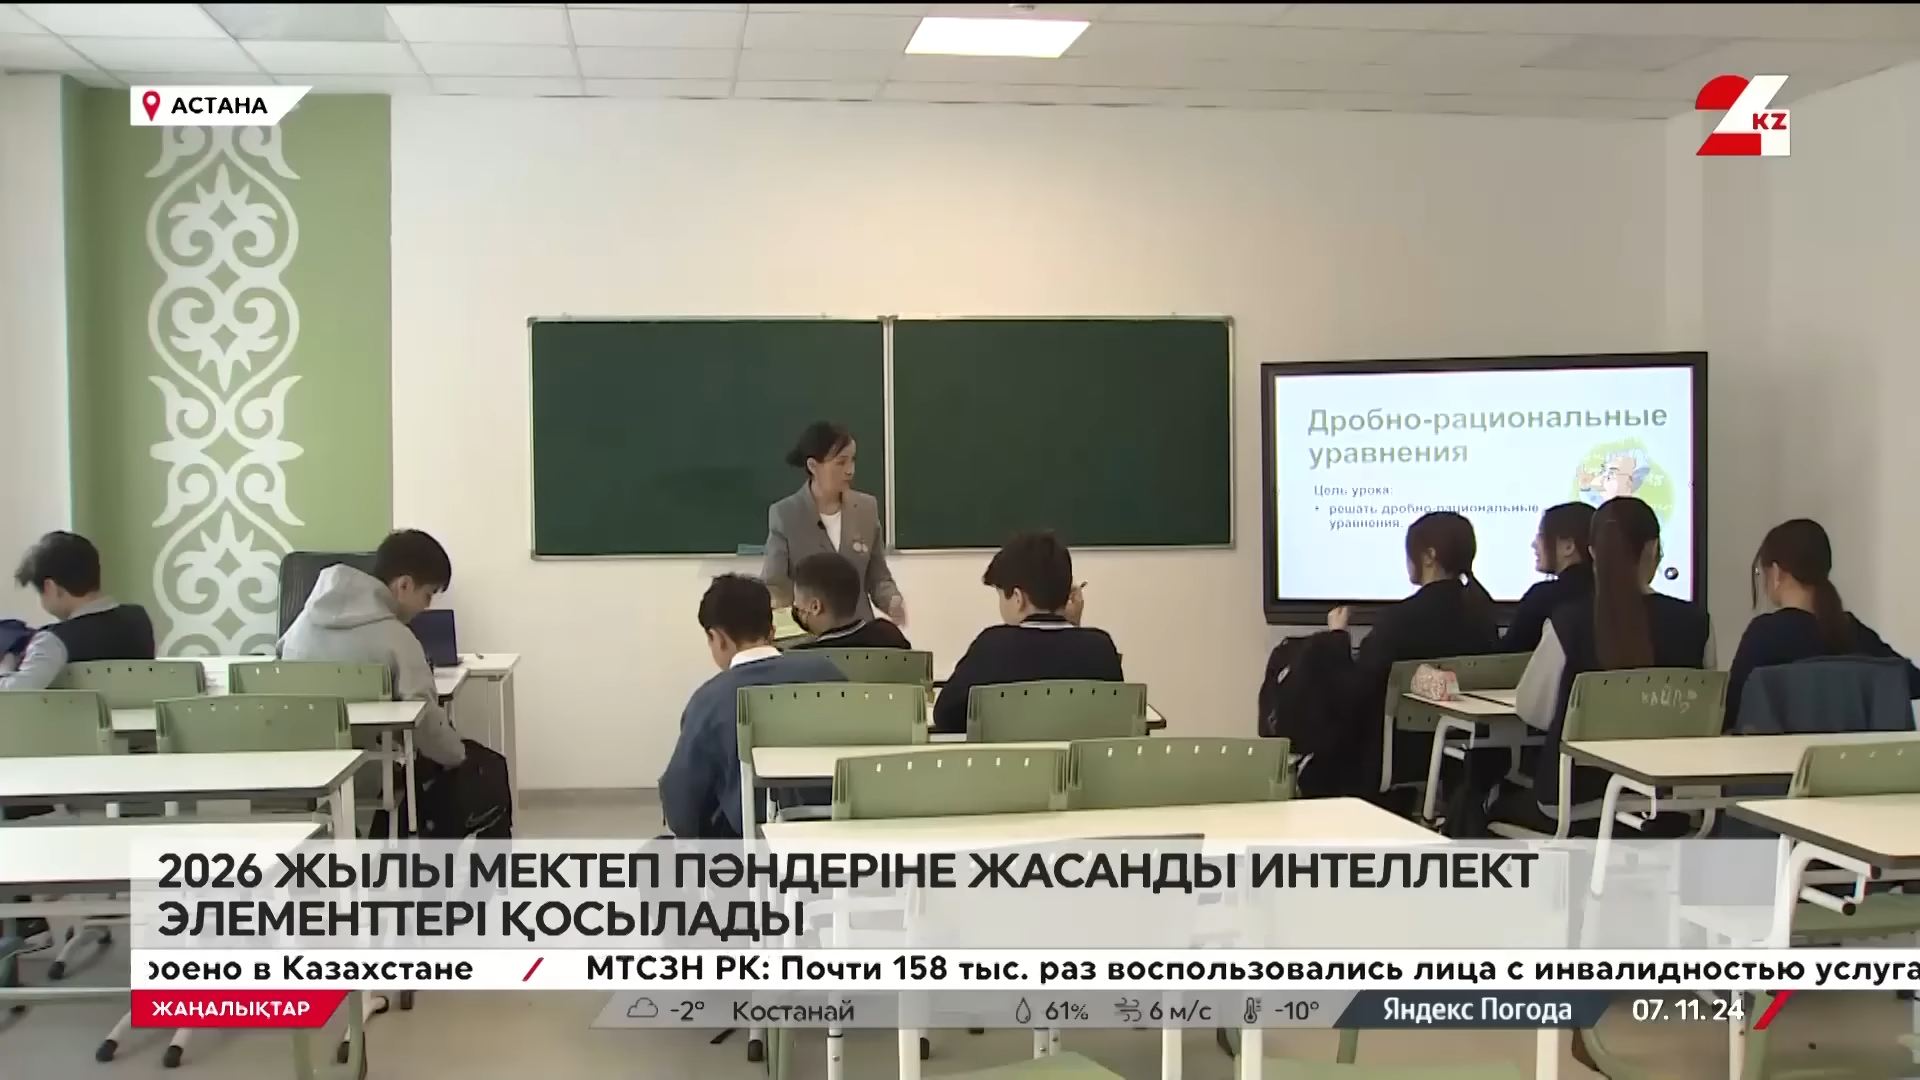 АСТАНА
24 KZ
Дробно-рациональные
уравнения
Цель урока:
• решать дробно-рациональные
уравнения.
КАЙД
2026 ЖЫЛЫ МЕКТЕП ПӘНДЕРІНЕ ЖАСАНДЫ ИНТЕЛЛЕКТ
ЭЛЕМЕНТТЕРІ ҚОСЫЛАДЫ
роено в Казахстане / МТСЗН РК: Почти 158 тыс. раз воспользовались лица с инвалидностью услуга
ЖАҢАЛЫҚТАР
-2° Костанай 61% 6 м/с -10° Яндекс Погода 07. 11. 24